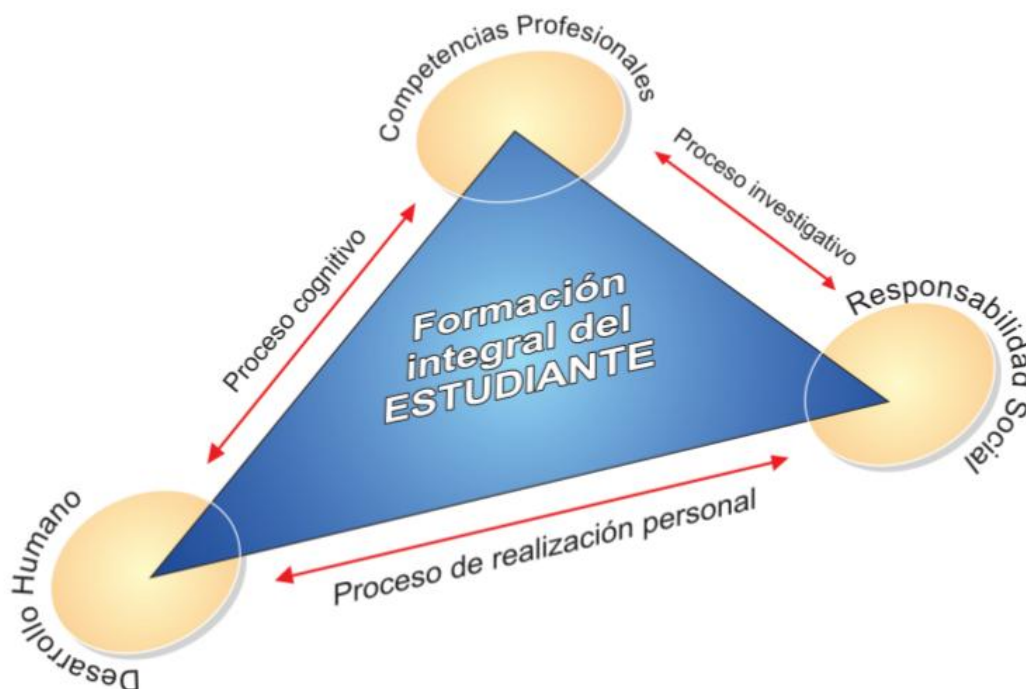 Competencias Profesionales
Proceso investigativo
Proceso cognitivo
Formación
integral del
ESTUDIANTE
Responsabilidad Social
Proceso de realización personal
Desarrollo Humano